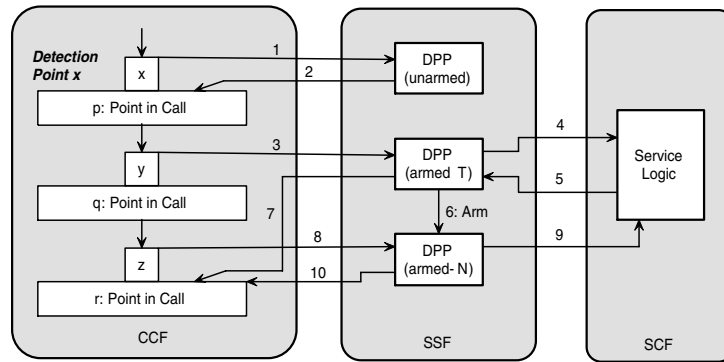 Detection
Point x
x
p: Point in Call
y
q: Point in Call
z
r: Point in Call
CCF
1
2
3
7
8
10
DPP
(unarmed)
DPP
(armed T)
6: Arm
DPP
(armed- N)
SSF
4
5
9
Service
Logic
SCF